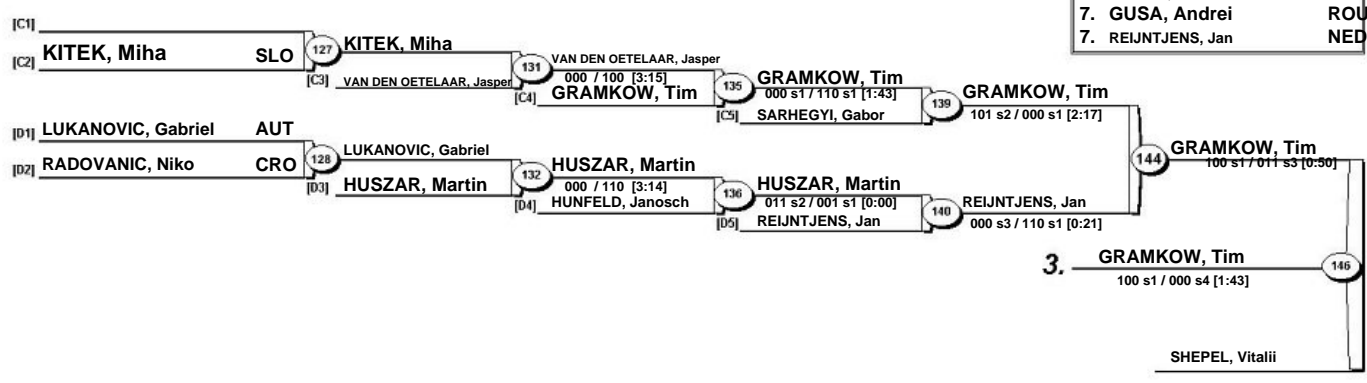 7. GUSA, Andrei ROU
7. REIJNTJENS, Jan NED
[C1]
[C2] KITEK, Miha SLO
127
KITEK, Miha
[C3] VAN DEN OETELAAR, Jasper
131
VAN DEN OETELAAR, Jasper
000 / 100 [3:15]
[C4] GRAMKOW, Tim
135
GRAMKOW, Tim
000 s1 / 110 s1 [1:43]
[C5] SARHEGYI, Gabor
139
GRAMKOW, Tim
101 s2 / 000 s1 [2:17]
[D1] LUKANOVIC, Gabriel AUT
[D2] RADOVANIC, Niko CRO
128
LUKANOVIC, Gabriel
[D3] HUSZAR, Martin
132
HUSZAR, Martin
000 / 110 [3:14]
[D4] HUNFELD, Janosch
136
HUSZAR, Martin
011 s2 / 001 s1 [0:00]
[D5] REIJNTJENS, Jan
140
REIJNTJENS, Jan
000 s3 / 110 s1 [0:21]
144
GRAMKOW, Tim
100 s1 / 011 s3 [0:50]
3. GRAMKOW, Tim
100 s1 / 000 s4 [1:43]
146
SHEPEL, Vitalii